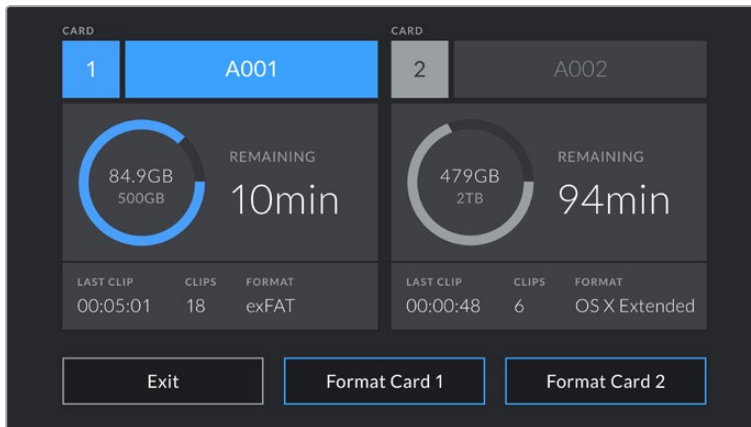 CARD
1 A001
84.9GB
500GB
REMAINING
10min
LAST CLIP CLIPS FORMAT
00:05:01 18 exFAT
CARD
2 A002
479GB
2TB
REMAINING
94min
LAST CLIP CLIPS FORMAT
00:00:48 6 OS X Extended
Exit Format Card 1 Format Card 2